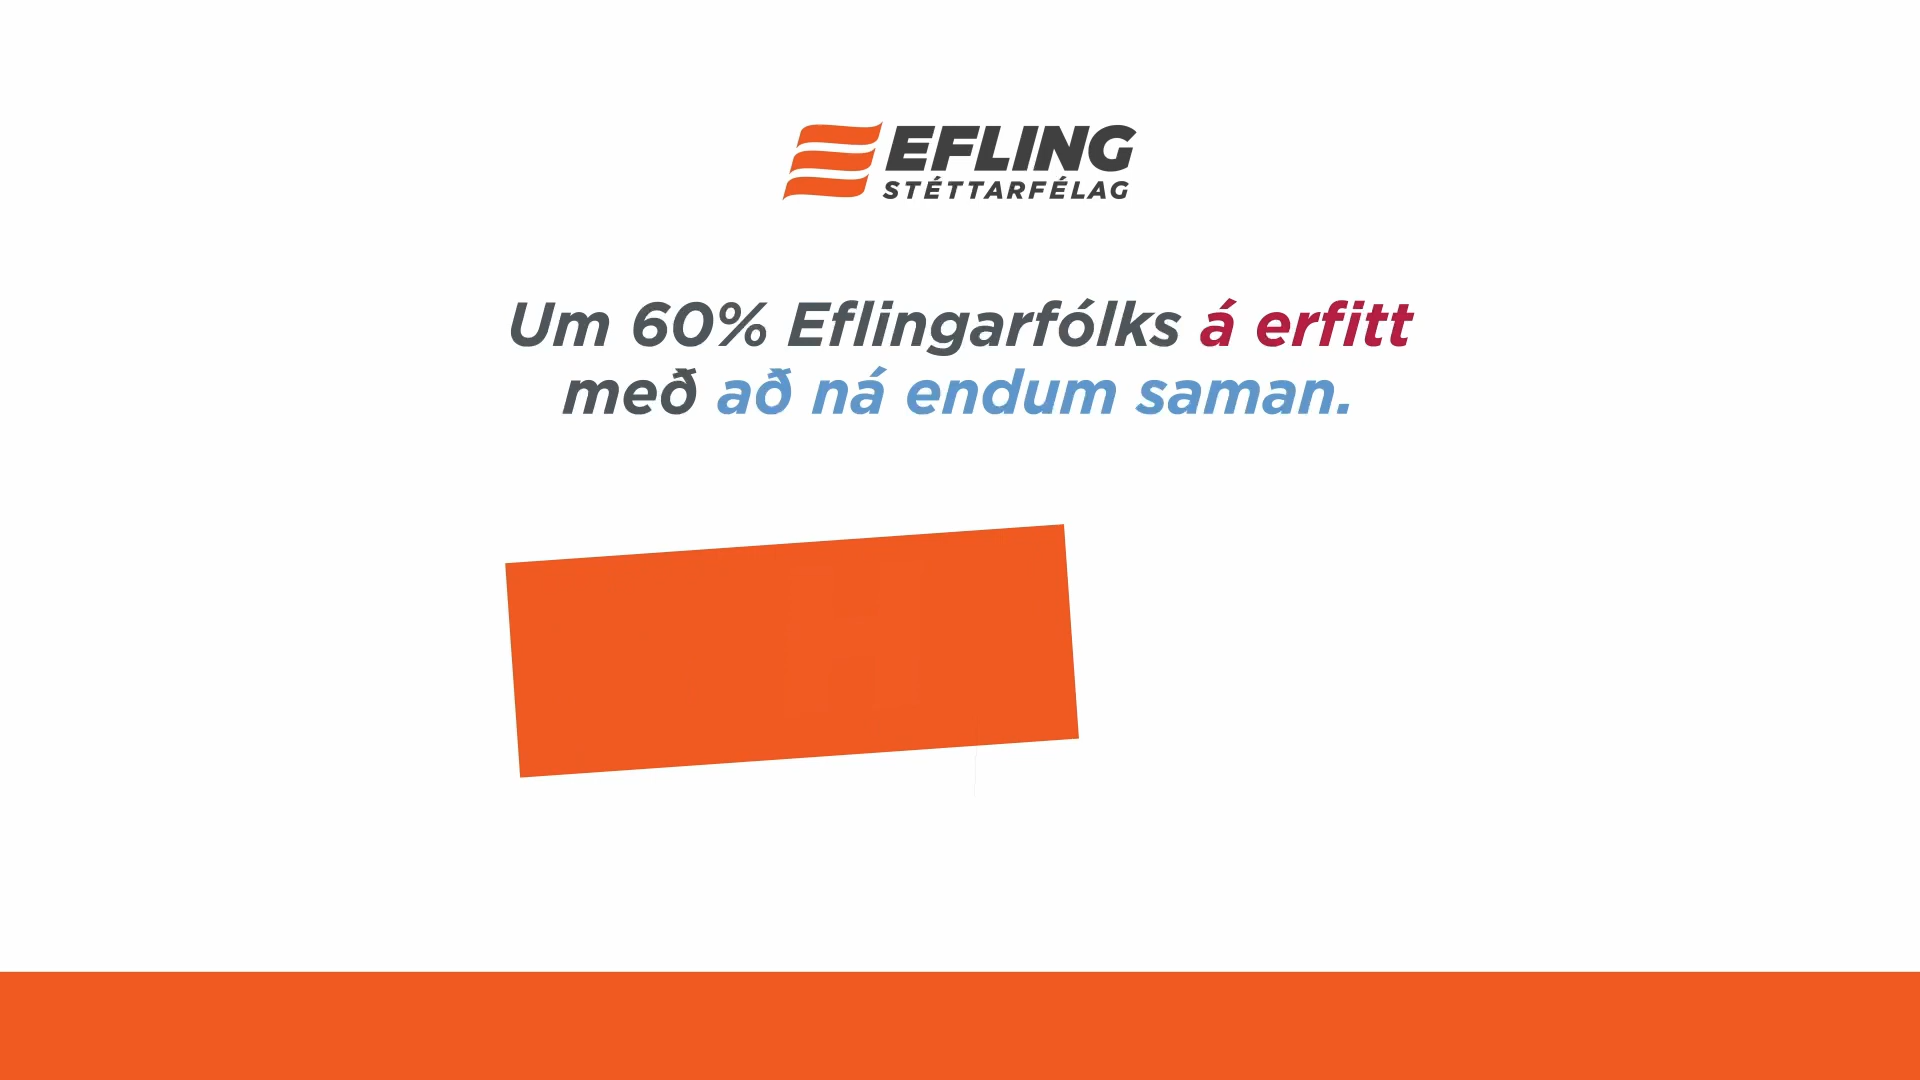 EFLING
STÉTTARFÉLAG
Um 60% Eflingarfólks á erfitt
með að ná endum saman.